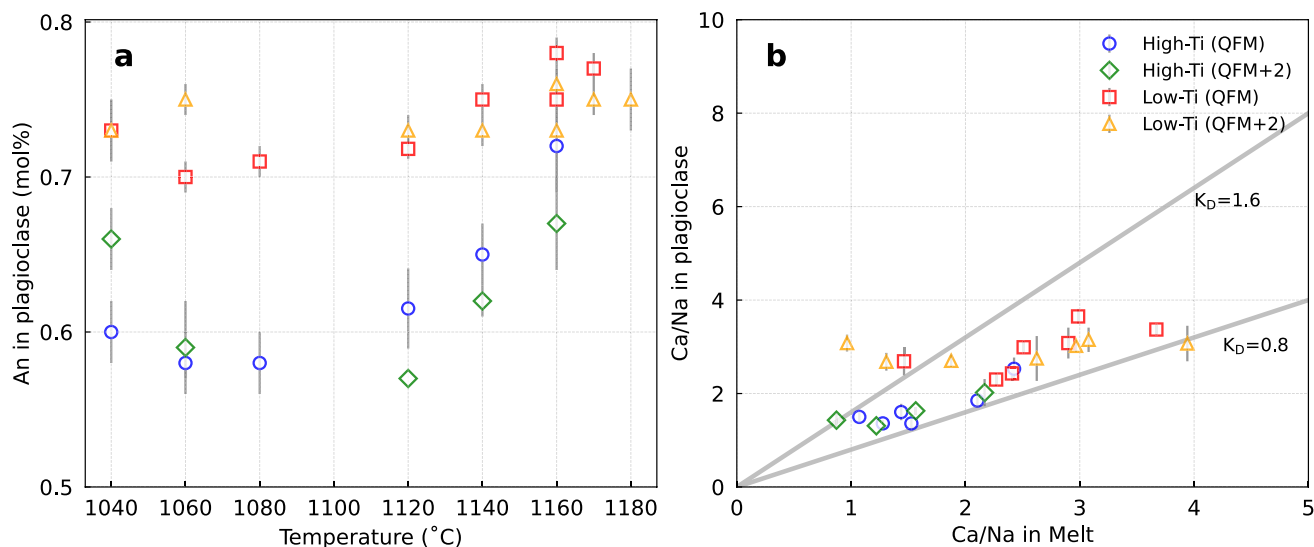 a
0.8
0.7
0.6
0.5
An in plagioclase (mol%)
1040 1060 1080 1100 1120 1140 1160 1180
Temperature (˚C)
b
10
8
6
4
2
0
Ca/Na in plagioclase
High-Ti (QFM)
High-Ti (QFM+2)
Low-Ti (QFM)
Low-Ti (QFM+2)
K_D=1.6
K_D=0.8
0 1 2 3 4 5
Ca/Na in Melt